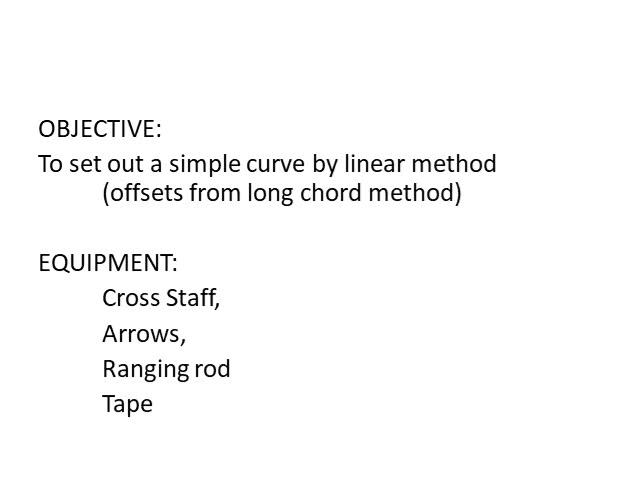 OBJECTIVE:
To set out a simple curve by linear method
(offsets from long chord method)
EQUIPMENT:
Cross Staff,
Arrows,
Ranging rod
Tape